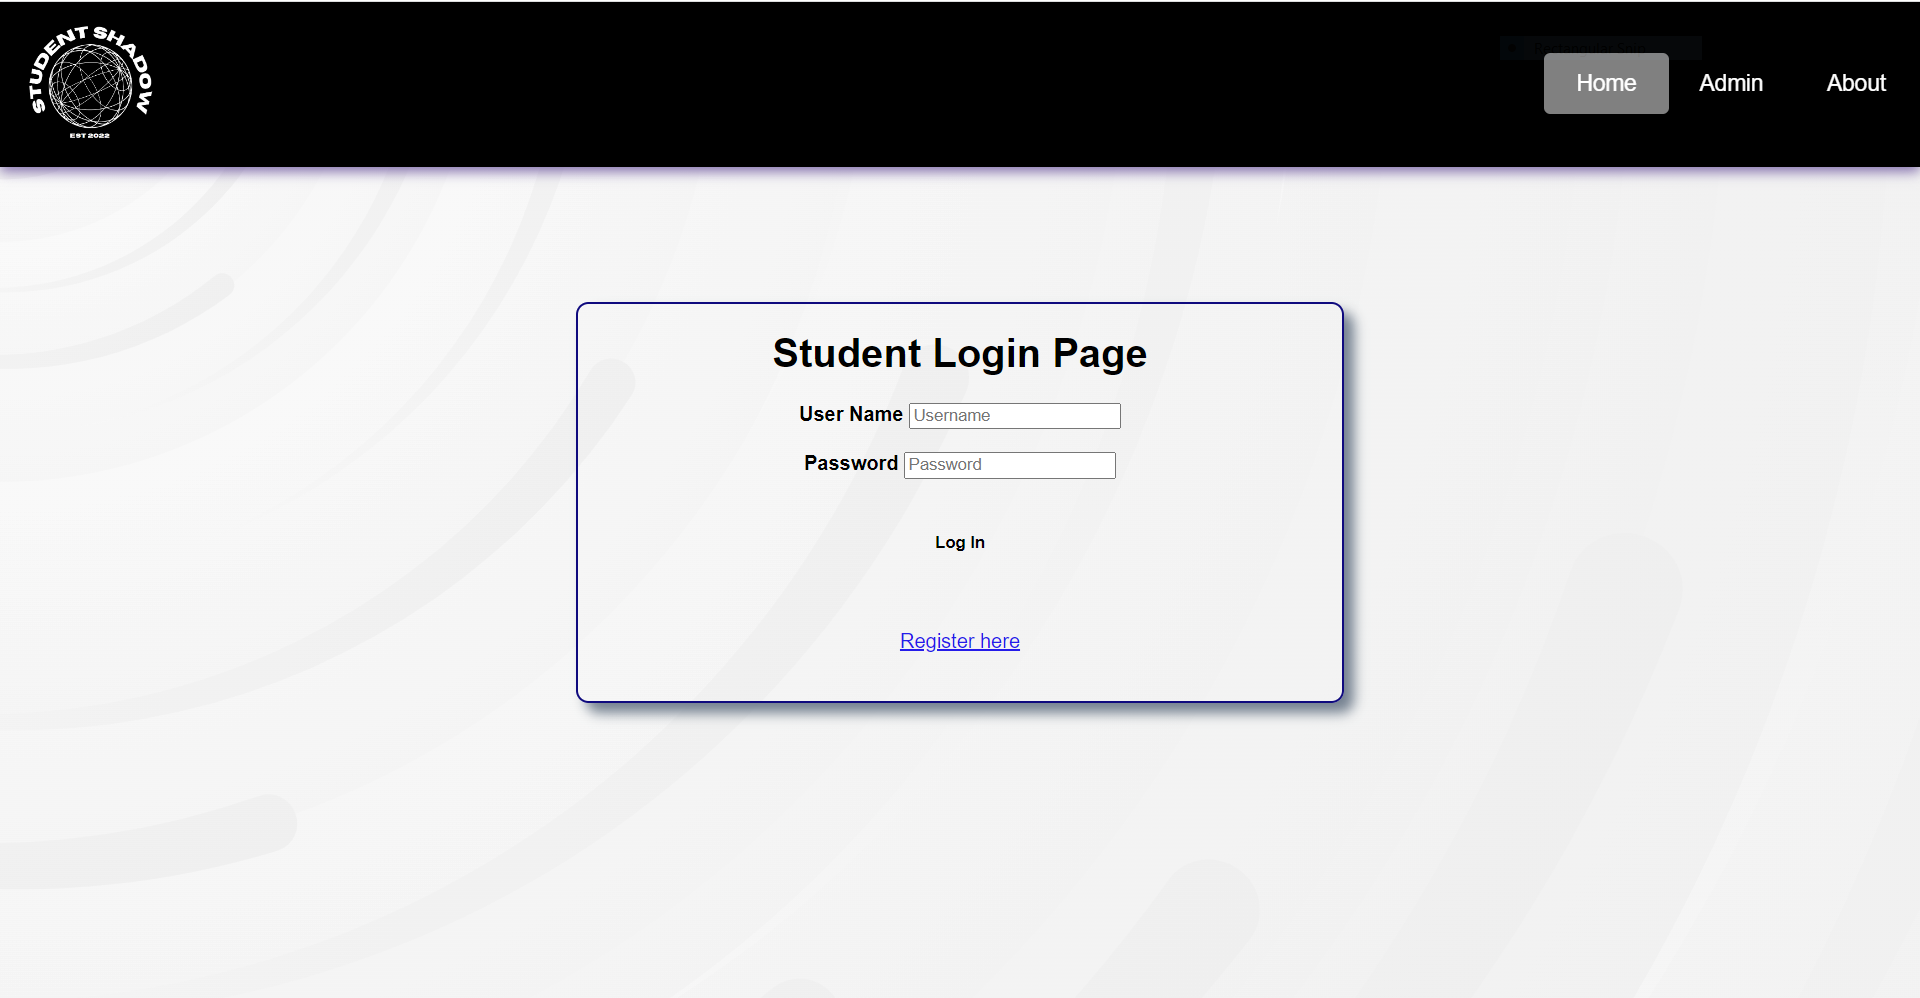 STUDENT SHADOW
EST 2022
Home
Admin
About
Student Login Page
User Name Username
Password Password
Log In
Register here